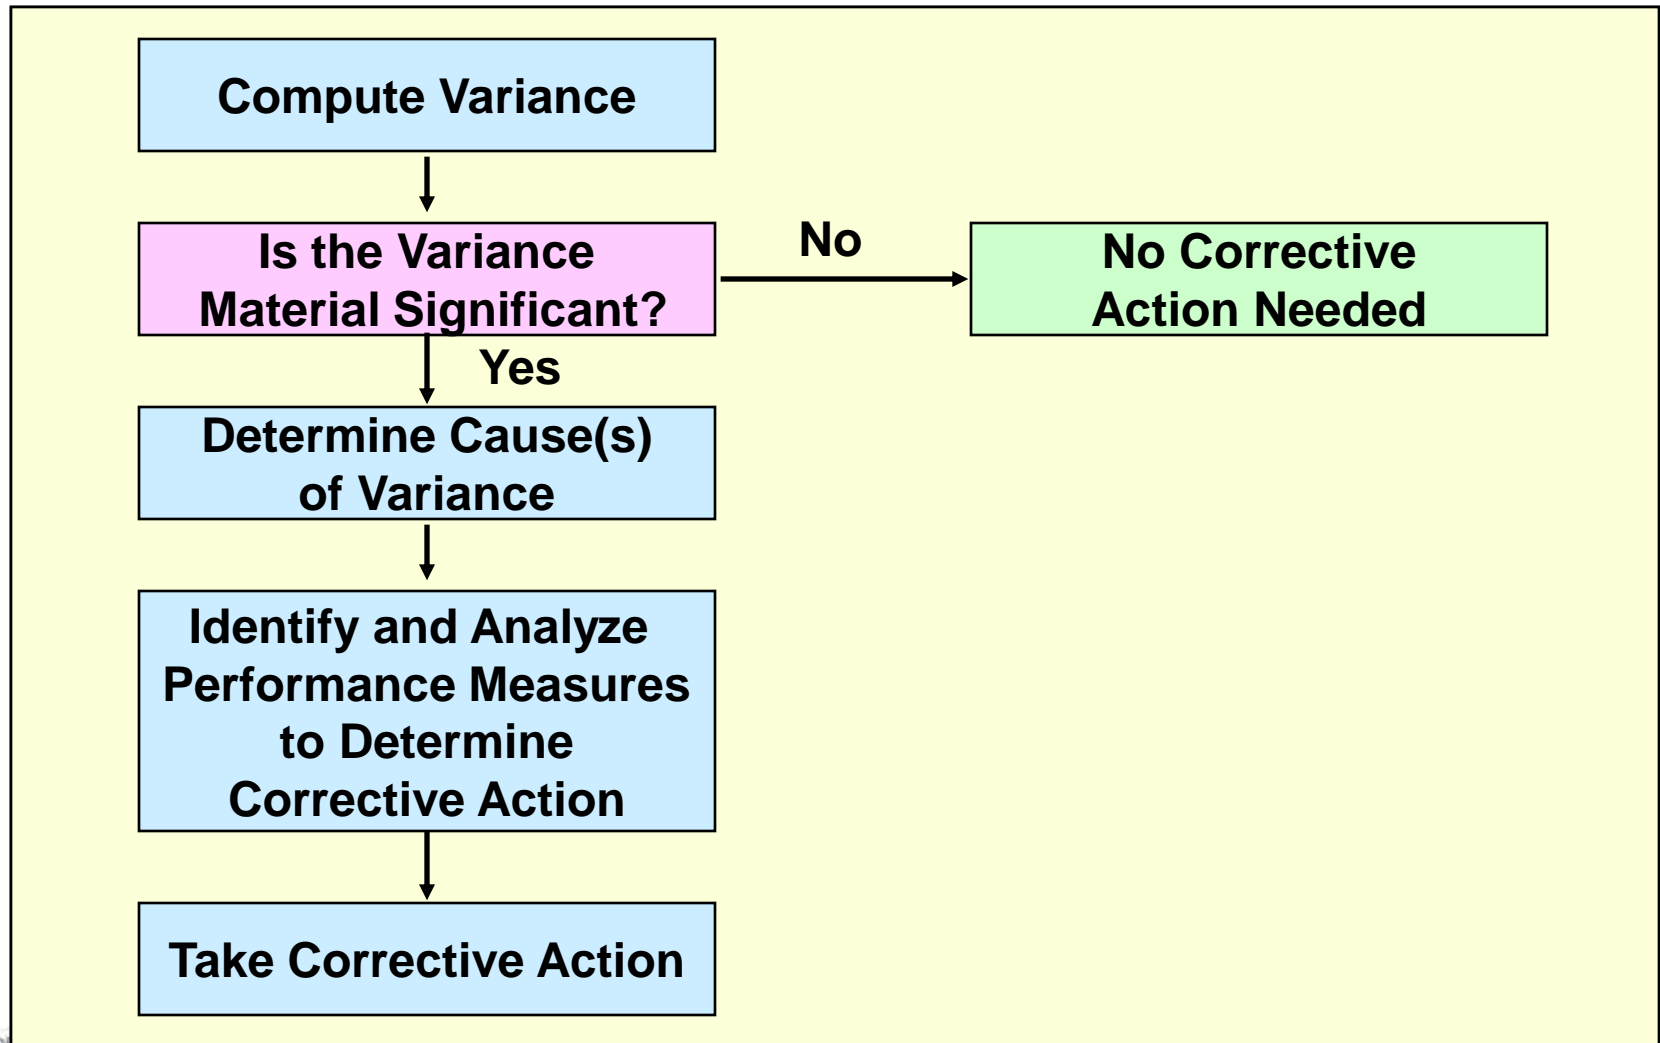 Compute Variance
Is the Variance
Material Significant?
No
No Corrective
Action Needed
Yes
Determine Cause(s)
of Variance
Identify and Analyze
Performance Measures
to Determine
Corrective Action
Take Corrective Action